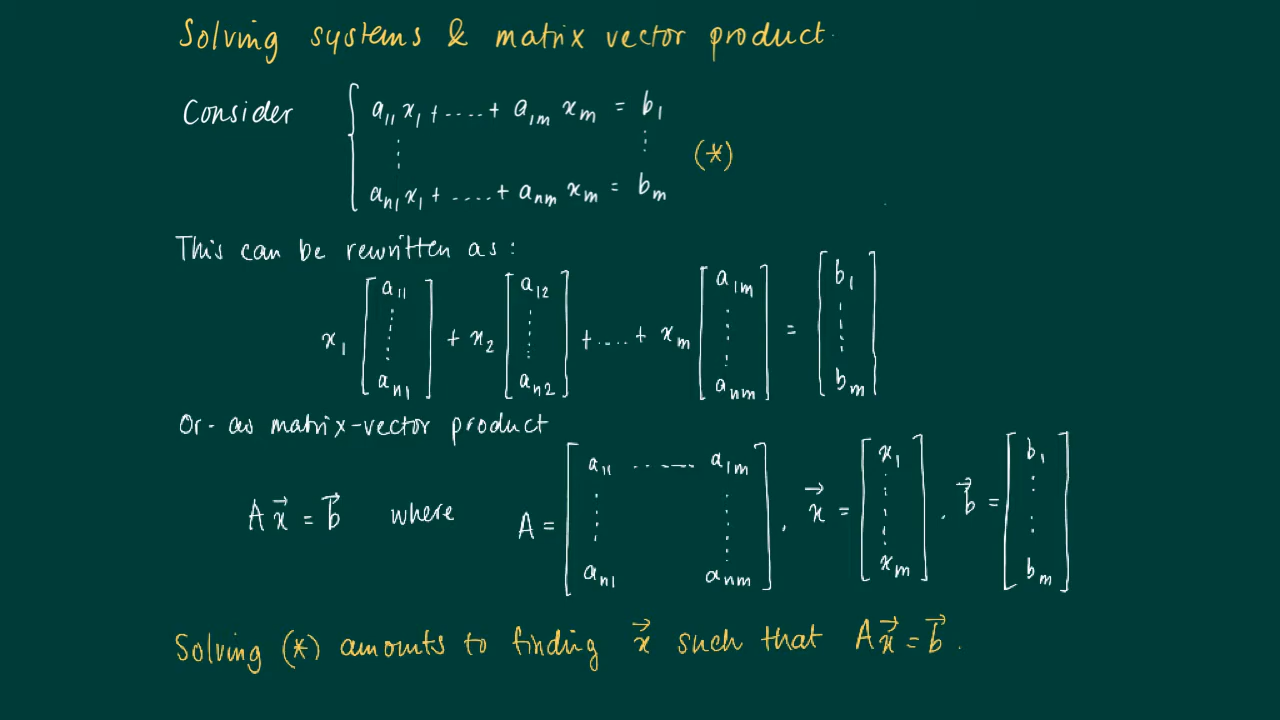 Solving systems & matrix vector product.
Consider
a₁₁ x₁ + ..... + a₁ₘ xₘ = b₁
⋮ ⋮
(*)
aₙ₁ x₁ + ..... + aₙₘ xₘ = bₘ
This can be rewritten as :
x₁ [a₁₁ ⋮ aₙ₁] + x₂ [a₁₂ ⋮ aₙ₂] + ..... + xₘ [a₁ₘ ⋮ aₙₘ] = [b₁ ⋮ bₘ]
Or- as matrix-vector product
A x⃗ = b⃗ where A = [a₁₁ ...... a₁ₘ ⋮ ⋮ aₙ₁ aₙₘ], x⃗ = [x₁ ⋮ xₘ], b⃗ = [b₁ ⋮ bₘ]
Solving (*) amounts to finding x⃗ such that A x⃗ = b⃗.